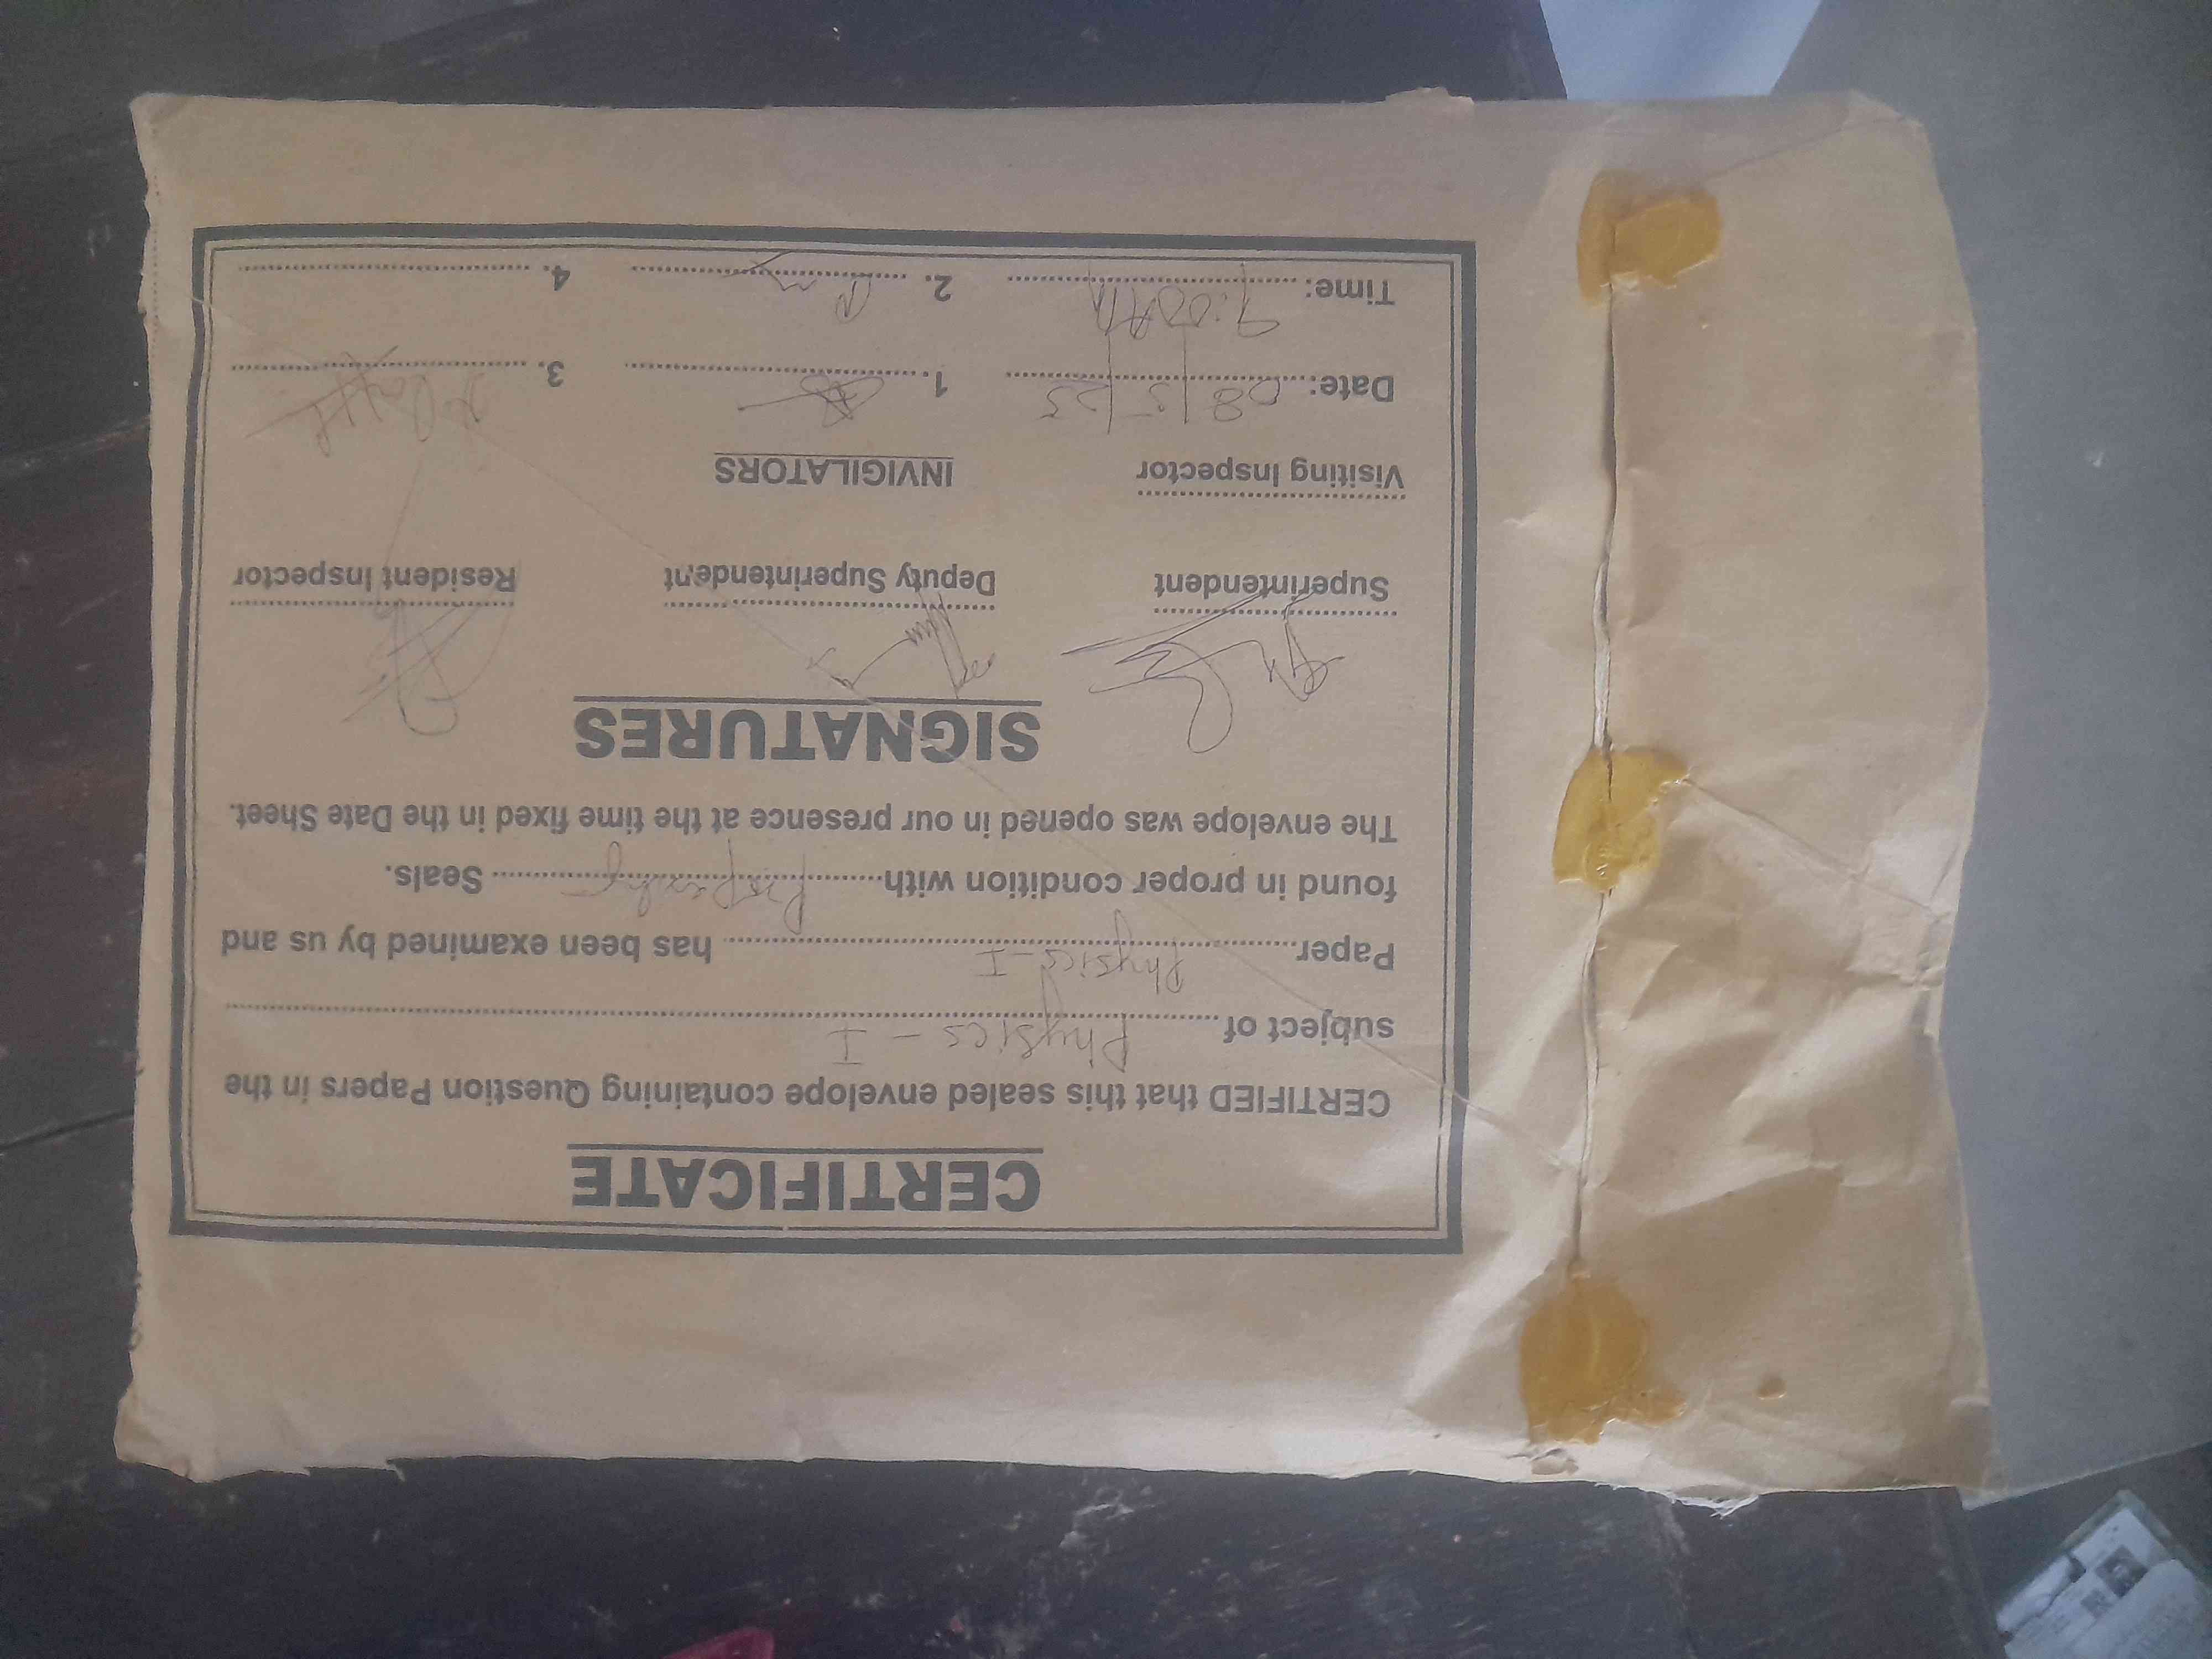 CERTIFICATE
CERTIFIED that this sealed envelope containing Question Papers in the
subject of Physics - I
Paper Physics - I has been examined by us and
found in proper condition with Properly Seals.
The envelope was opened in our presence at the time fixed in the Date Sheet.
SIGNATURES
Superintendent Deputy Superintendent Resident Inspector
Visiting Inspector INVIGILATORS
Date: 08/5/25 1. 3.
Time: 9:00 AM 2. 4.